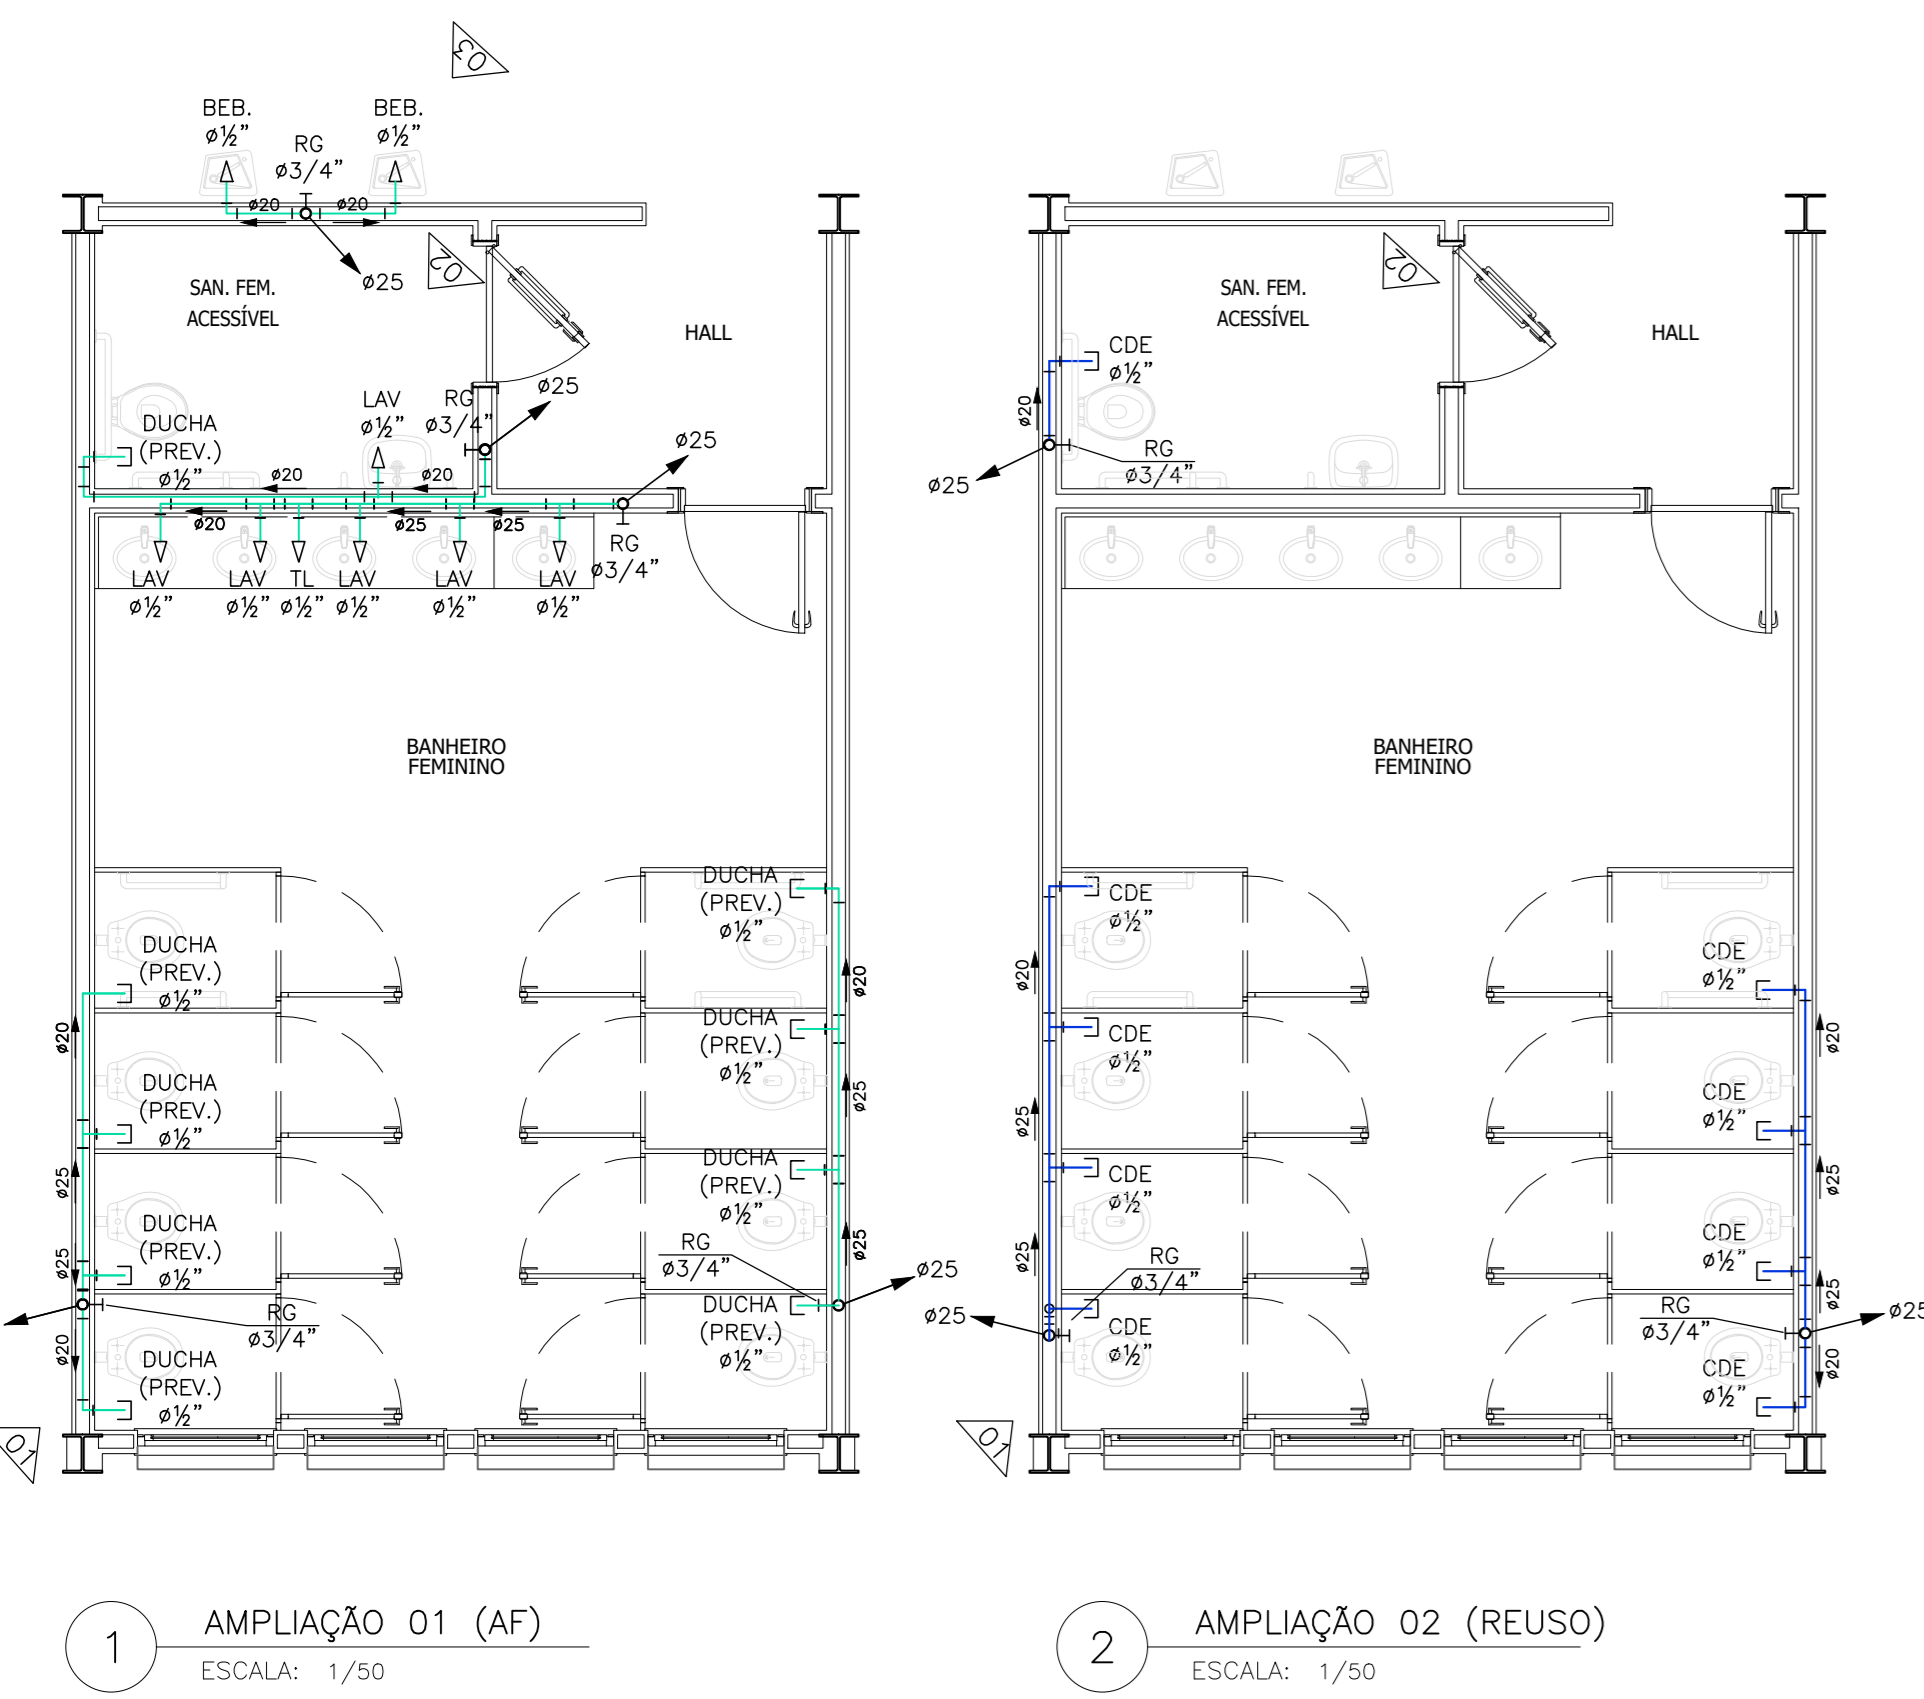 03
BEB.
ø½"
RG
ø3/4"
BEB.
ø½"
ø20
ø20
ø25
02
SAN. FEM.
ACESSÍVEL
HALL
DUCHA
(PREV.)
ø½"
LAV
ø½"
RG
ø3/4"
ø25
ø25
ø20
ø20
ø20
ø25
ø25
RG
ø3/4"
LAV
ø½"
LAV
ø½"
TL
ø½"
LAV
ø½"
LAV
ø½"
LAV
ø½"
BANHEIRO
FEMININO
DUCHA
(PREV.)
ø½"
DUCHA
(PREV.)
ø½"
DUCHA
(PREV.)
ø½"
DUCHA
(PREV.)
ø½"
ø20
ø25
ø25
ø20
RG
ø3/4"
DUCHA
(PREV.)
ø½"
DUCHA
(PREV.)
ø½"
DUCHA
(PREV.)
ø½"
DUCHA
(PREV.)
ø½"
ø20
ø25
ø25
RG
ø3/4"
ø25
01
1
AMPLIAÇÃO 01 (AF)
ESCALA: 1/50
02
SAN. FEM.
ACESSÍVEL
HALL
CDE
ø½"
ø20
RG
ø3/4"
ø25
BANHEIRO
FEMININO
CDE
ø½"
CDE
ø½"
CDE
ø½"
CDE
ø½"
ø20
ø25
ø25
RG
ø3/4"
ø25
CDE
ø½"
CDE
ø½"
CDE
ø½"
CDE
ø½"
ø20
ø25
ø25
ø20
RG
ø3/4"
ø25
01
2
AMPLIAÇÃO 02 (REUSO)
ESCALA: 1/50